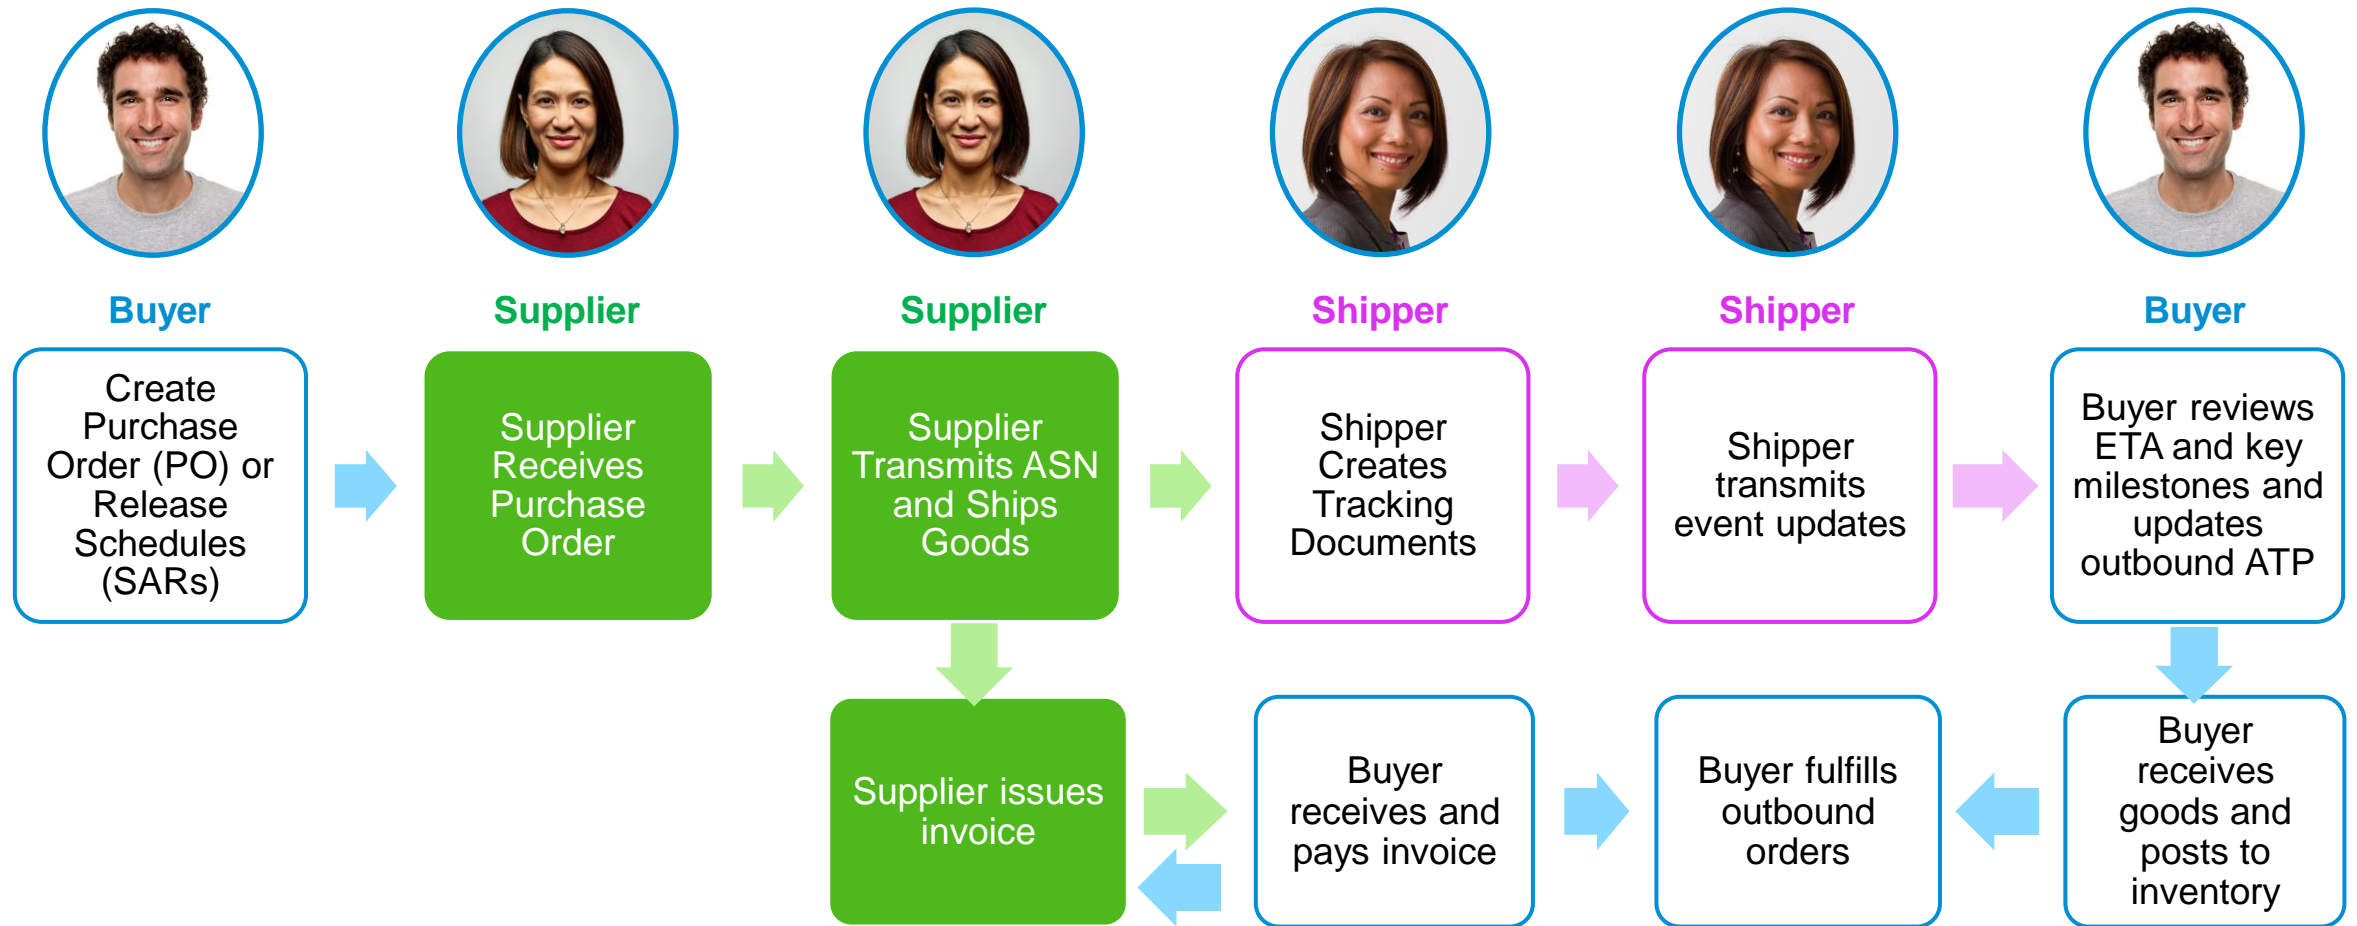 Buyer
Supplier
Supplier
Shipper
Shipper
Buyer
Create
Purchase
Order (PO) or
Release
Schedules
(SARs)
Supplier
Receives
Purchase
Order
Supplier
Transmits ASN
and Ships
Goods
Shipper
Creates
Tracking
Documents
Shipper
transmits
event updates
Buyer reviews
ETA and key
milestones and
updates
outbound ATP
Supplier issues
invoice
Buyer
receives and
pays invoice
Buyer fulfills
outbound
orders
Buyer
receives
goods and
posts to
inventory